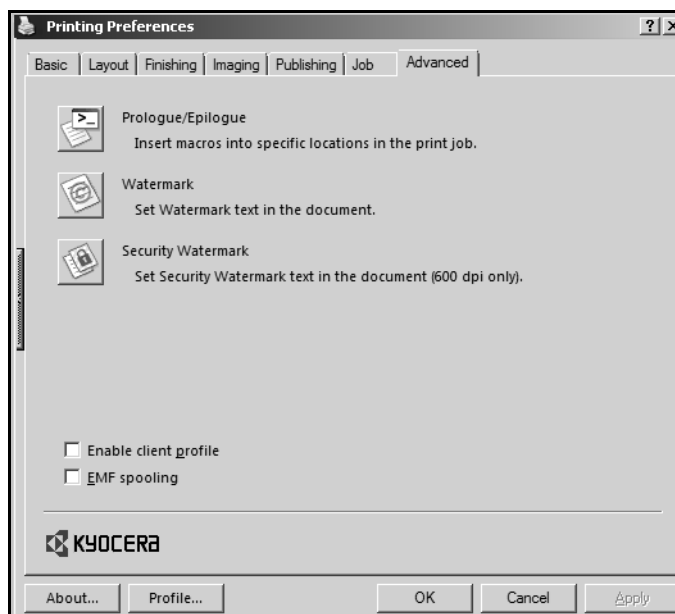 Printing Preferences
Basic Layout Finishing Imaging Publishing Job Advanced
Prologue/Epilogue
Insert macros into specific locations in the print job.
Watermark
Set Watermark text in the document.
Security Watermark
Set Security Watermark text in the document (600 dpi only).
Enable client profile
EMF spooling
KYOCERA
About... Profile... OK Cancel Apply